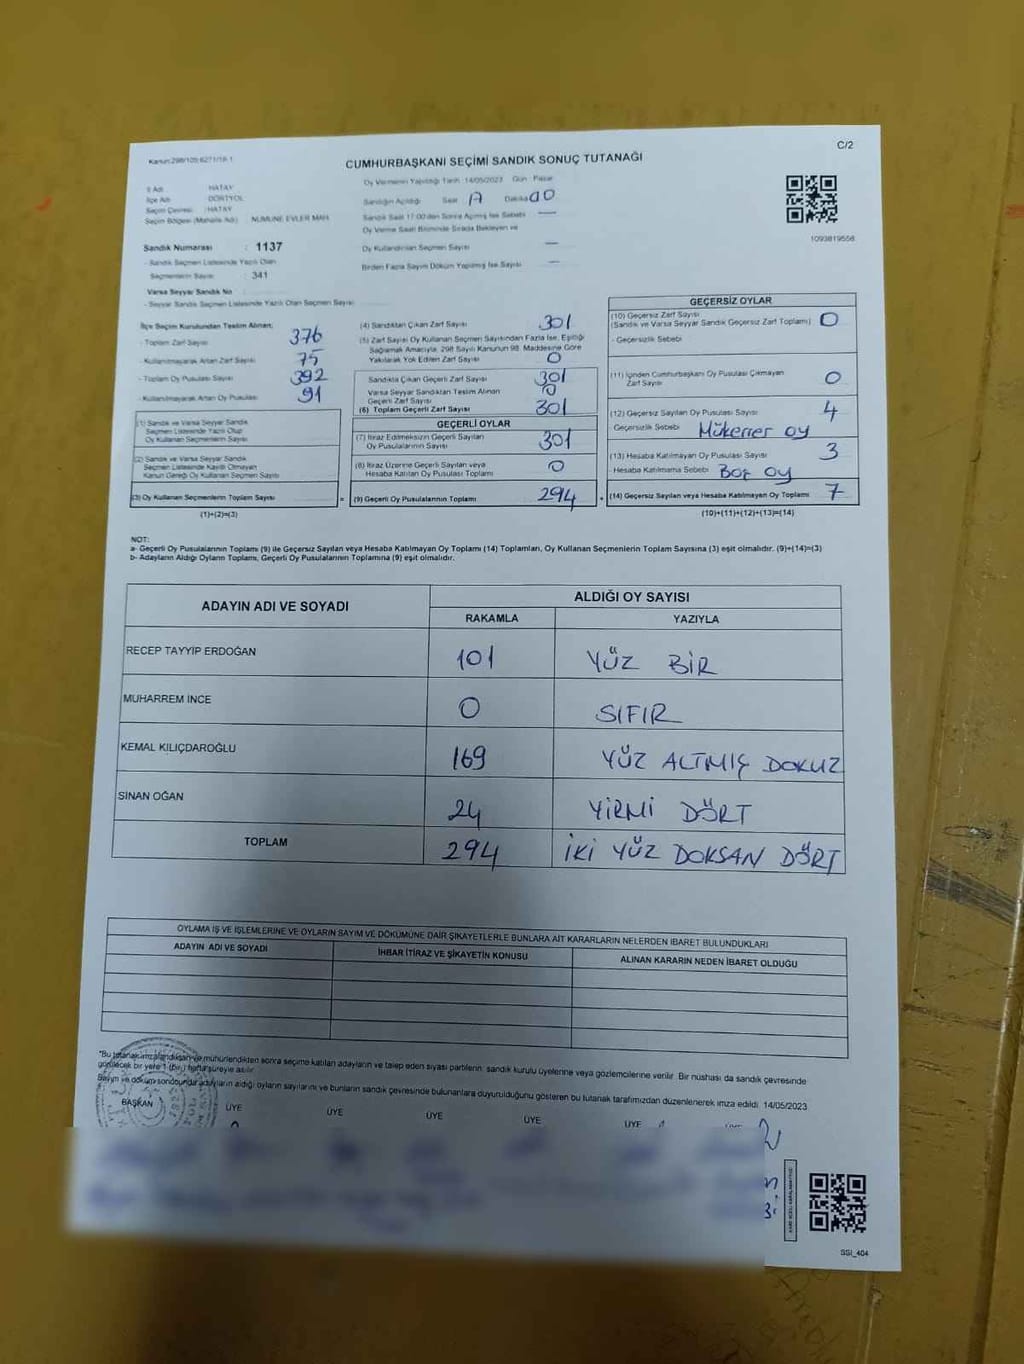 C/2
Kanun:298/105;6271/18-1
CUMHURBAŞKANI SEÇİMİ SANDIK SONUÇ TUTANAĞI
İl Adı : HATAY
İlçe Adı : DÖRTYOL
Seçim Çevresi : HATAY
Seçim Bölgesi (Mahalle Adı) : NUMUNE EVLER MAH.
Sandık Numarası : 1137
- Sandık Seçmen Listesinde Yazılı Olan
Seçmenlerin Sayısı : 341
Varsa Seyyar Sandık No
- Seyyar Sandık Seçmen Listesinde Yazılı Olan Seçmen Sayısı
Oy Vermenin Yapıldığı Tarih :14/05/2023 Gün : Pazar
Sandığın Açıldığı Saat Dakika 00
Sandık Saat 17:00'den Sonra Açılmış İse Sebebi —
Oy Verme Saati Bitiminde Sırada Bekleyen ve
Oy Kullandırılan Seçmen Sayısı —
Birden Fazla Sayım Döküm Yapılmış İse Sayısı —
1093819558
İlçe Seçim Kurulundan Teslim Alınan;
- Toplam Zarf Sayısı 376
- Kullanılmayarak Artan Zarf Sayısı 75
- Toplam Oy Pusulası Sayısı 392
- Kullanılmayarak Artan Oy Pusulası 91
(1) Sandık ve Varsa Seyyar Sandık
Seçmen Listesinde Yazılı Olup
Oy Kullanan Seçmenlerin Sayısı
(2) Sandık ve Varsa Seyyar Sandık
Seçmen Listesinde Kayıtlı Olmayan
Kanun Gereği Oy Kullanan Seçmen Sayısı
(3) Oy Kullanan Seçmenlerin Toplam Sayısı
(1)+(2)=(3)
(4) Sandıktan Çıkan Zarf Sayısı 301
(5) Zarf Sayısı Oy Kullanan Seçmen Sayısından Fazla İse, Eşitliği
Sağlamak Amacıyla, 298 Sayılı Kanunun 98. Maddesine Göre
Yakılarak Yok Edilen Zarf Sayısı 0
Sandıkta Çıkan Geçerli Zarf Sayısı 301
Varsa Seyyar Sandıktan Teslim Alınan
Geçerli Zarf Sayısı 0
(6) Toplam Geçerli Zarf Sayısı 301
GEÇERLİ OYLAR
(7) İtiraz Edilmeksizin Geçerli Sayılan
Oy Pusulalarının Sayısı 301
(8) İtiraz Üzerine Geçerli Sayılan veya
Hesaba Katılan Oy Pusulası Toplamı 0
= (9) Geçerli Oy Pusulalarının Toplamı 294
GEÇERSİZ OYLAR
(10) Geçersiz Zarf Sayısı
(Sandık ve Varsa Seyyar Sandık Geçersiz Zarf Toplamı) 0
- Geçersizlik Sebebi
(11) İçinden Cumhurbaşkanı Oy Pusulası Çıkmayan
Zarf Sayısı 0
(12) Geçersiz Sayılan Oy Pusulası Sayısı 4
Geçersizlik Sebebi Mükerrer oy
(13) Hesaba Katılmayan Oy Pusulası Sayısı 3
- Hesaba Katılmama Sebebi Boş oy
+ (14) Geçersiz Sayılan veya Hesaba Katılmayan Oy Toplamı 7
(10)+(11)+(12)+(13)=(14)
NOT:
a- Geçerli Oy Pusulalarının Toplamı (9) ile Geçersiz Sayılan veya Hesaba Katılmayan Oy Toplamı (14) Toplamları, Oy Kullanan Seçmenlerin Toplam Sayısına (3) eşit olmalıdır. (9)+(14)=(3)
b- Adayların Aldığı Oyların Toplamı, Geçerli Oy Pusulalarının Toplamına (9) eşit olmalıdır.
ADAYIN ADI VE SOYADI ALDIĞI OY SAYISI
RAKAMLA YAZIYLA
RECEP TAYYİP ERDOĞAN 101 YÜZ BİR
MUHARREM İNCE 0 SIFIR
KEMAL KILIÇDAROĞLU 169 YÜZ ALTMIŞ DOKUZ
SİNAN OĞAN 24 YİRMİ DÖRT
TOPLAM 294 İKİ YÜZ DOKSAN DÖRT
OYLAMA İŞ VE İŞLEMLERİNE VE OYLARIN SAYIM VE DÖKÜMÜNE DAİR ŞİKAYETLERLE BUNLARA AİT KARARLARIN NELERDEN İBARET BULUNDUKLARI
ADAYIN ADI VE SOYADI İHBAR İTİRAZ VE ŞİKAYETİN KONUSU ALINAN KARARIN NEDEN İBARET OLDUĞU
*Bu tutanak imzalandıktan ve mühürlendikten sonra seçime katılan adayların ve talep eden siyasi partilerin, sandık kurulu üyelerine veya gözlemcilerine verilir. Bir nüshası da sandık çevresinde
görülecek bir yere 1 (bir) hafta süreyle asılır.
Sayım ve döküm sonucunda adayların aldığı oyların sayılarını ve bunların sandık çevresinde bulunanlara duyurulduğunu gösteren bu tutanak tarafımızdan düzenlenerek imza edildi. 14/05/2023
BAŞKAN ÜYE ÜYE ÜYE ÜYE ÜYE
SSI_404